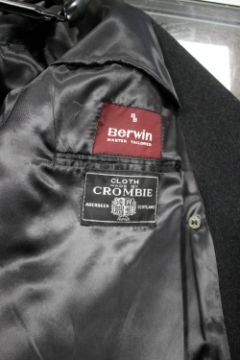 Berwin
MASTER TAILORED
CLOTH
MADE BY
CROMBIE
ABERDEEN SCOTLAND